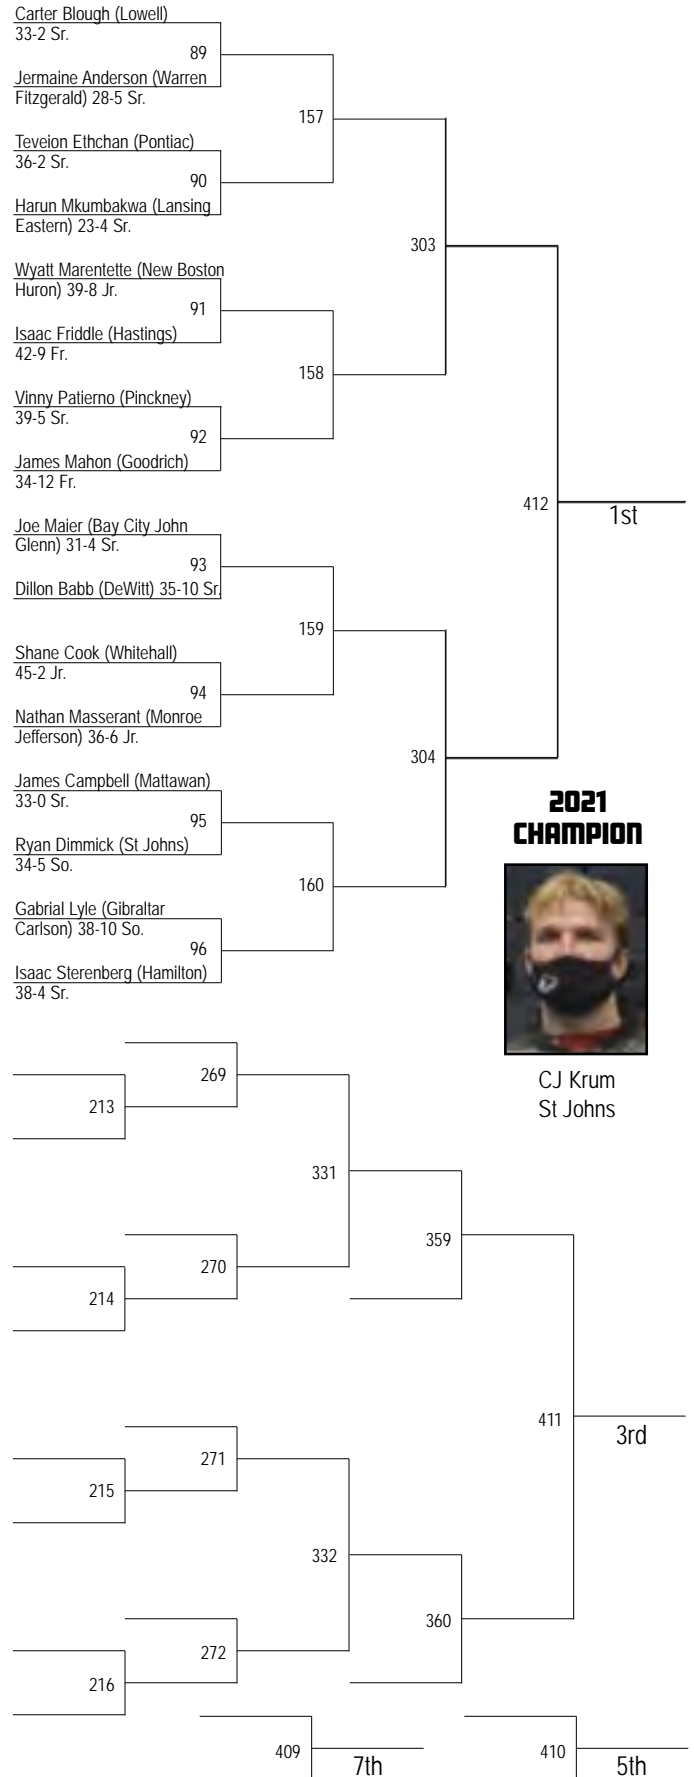 Carter Blough (Lowell)
33-2 Sr.
89
Jermaine Anderson (Warren
Fitzgerald) 28-5 Sr.
157
Teveion Ethchan (Pontiac)
36-2 Sr.
90
Harun Mkumbakwa (Lansing
Eastern) 23-4 Sr.
303
Wyatt Marentette (New Boston
Huron) 39-8 Jr.
91
Isaac Friddle (Hastings)
42-9 Fr.
158
Vinny Patierno (Pinckney)
39-5 Sr.
92
James Mahon (Goodrich)
34-12 Fr.
412
1st
Joe Maier (Bay City John
Glenn) 31-4 Sr.
93
Dillon Babb (DeWitt) 35-10 Sr.
159
Shane Cook (Whitehall)
45-2 Jr.
94
Nathan Masserant (Monroe
Jefferson) 36-6 Jr.
304
James Campbell (Mattawan)
33-0 Sr.
95
Ryan Dimmick (St Johns)
34-5 So.
160
Gabrial Lyle (Gibraltar
Carlson) 38-10 So.
96
Isaac Sterenberg (Hamilton)
38-4 Sr.
2021
CHAMPION
CJ Krum
St Johns
269
213
331
359
270
214
411
3rd
271
215
332
360
272
216
409
7th
410
5th